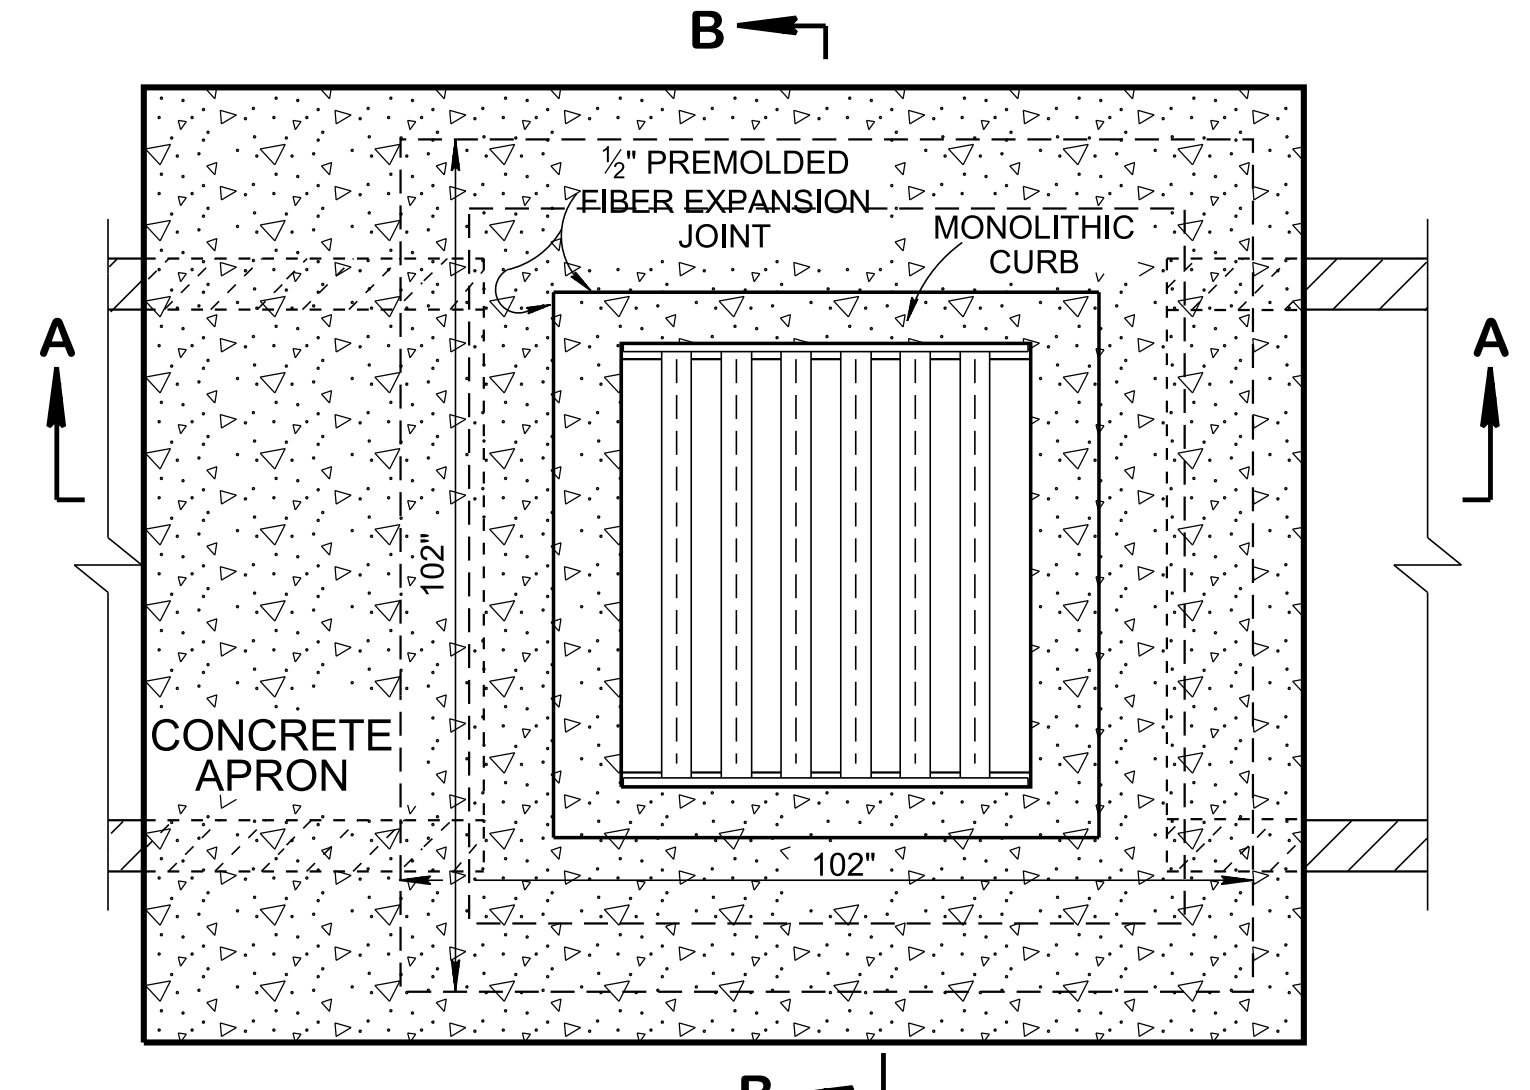 B
½" PREMOLDED
FIBER EXPANSION
JOINT
MONOLITHIC
CURB
A
A
102"
CONCRETE
APRON
102"
B